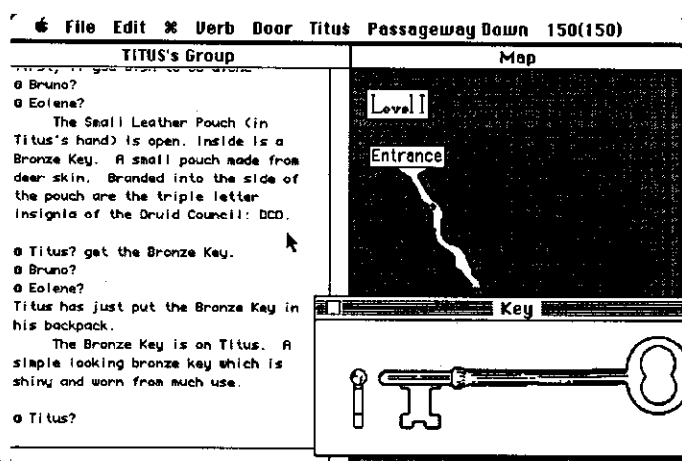 File Edit ⌘ Verb Door Titus Passageway Down 150(150)
TITUS's Group
Map
Bruno?
Eolene?
The Small Leather Pouch (in
Titus's hand) is open. Inside is a
Bronze Key. A small pouch made from
deer skin. Branded into the side of
the pouch are the triple letter
insignia of the Druid Council: DCD.
Titus? get the Bronze Key.
Bruno?
Eolene?
Titus has just put the Bronze Key in
his backpack.
The Bronze Key is on Titus. A
simple looking bronze key which is
shiny and worn from much use.
Titus?
Level I
Entrance
Key